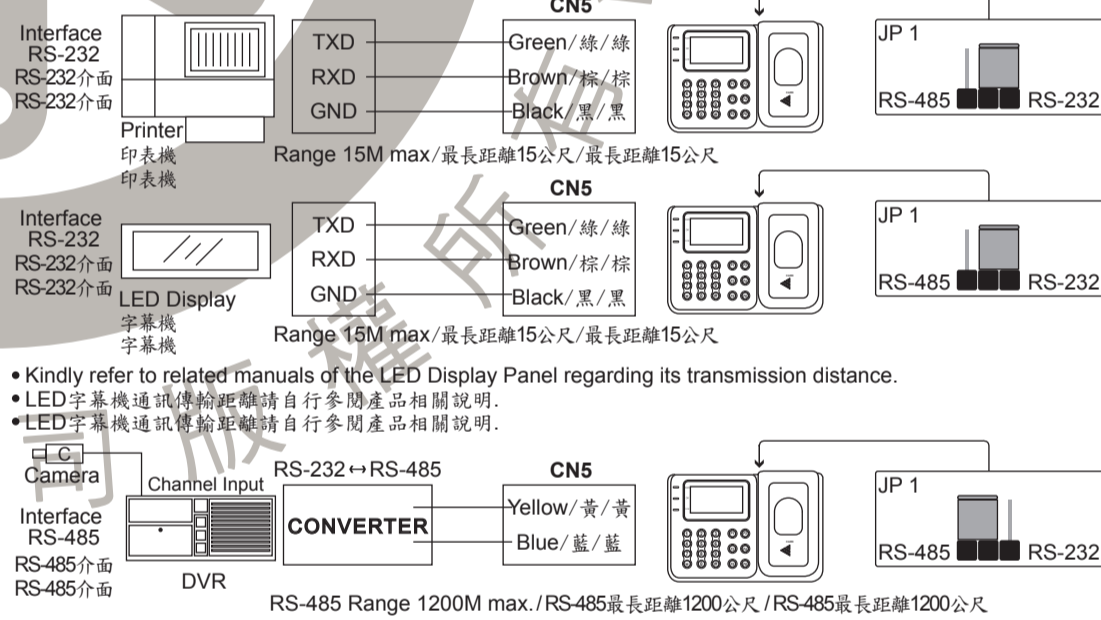 CN5
Interface
RS-232
RS-232介面
RS-232介面
Printer
印表機
印表機
TXD
RXD
GND
Green/綠/綠
Brown/棕/棕
Black/黑/黑
JP 1
RS-485
RS-232
Range 15M max/最長距離15公尺/最長距離15公尺
CN5
Interface
RS-232
RS-232介面
RS-232介面
LED Display
字幕機
字幕機
TXD
RXD
GND
Green/綠/綠
Brown/棕/棕
Black/黑/黑
JP 1
RS-485
RS-232
Range 15M max/最長距離15公尺/最長距離15公尺
•Kindly refer to related manuals of the LED Display Panel regarding its transmission distance.
•LED字幕機通訊傳輸距離請自行參閱產品相關說明.
•LED字幕機通訊傳輸距離請自行參閱產品相關說明.
C
Camera
Channel Input
Interface
RS-485
RS-485介面
RS-485介面
DVR
RS-232↔RS-485
CONVERTER
CN5
Yellow/黃/黃
Blue/藍/藍
JP 1
RS-485
RS-232
RS-485 Range 1200M max./RS-485最長距離1200公尺/RS-485最長距離1200公尺
司版權所有